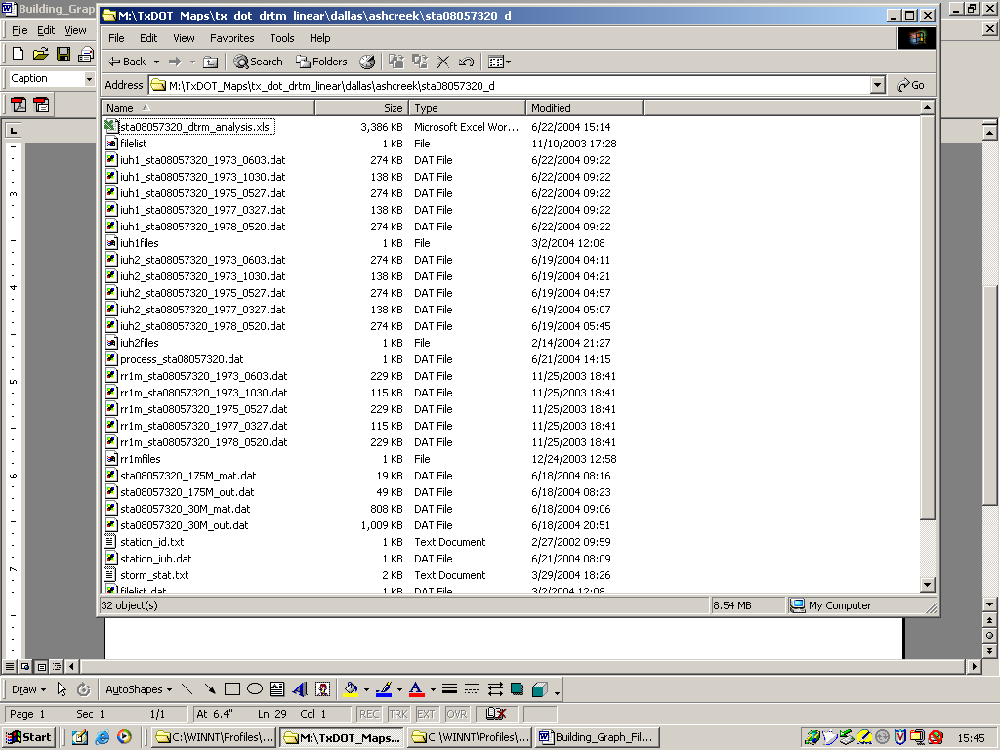 Building_Graph
M:\TxDOT_Maps\tx_dot_drtm_linear\dallas\ashcreek\sta08057320_d
File Edit View
File Edit View Favorites Tools Help
Back Search Folders
Caption
Address M:\TxDOT_Maps\tx_dot_drtm_linear\dallas\ashcreek\sta08057320_d Go
Name Size Type Modified
sta08057320_dtrm_analysis.xls 3,386 KB Microsoft Excel Wor... 6/22/2004 15:14
filelist 1 KB File 11/10/2003 17:28
iuh1_sta08057320_1973_0603.dat 274 KB DAT File 6/22/2004 09:22
iuh1_sta08057320_1973_1030.dat 138 KB DAT File 6/22/2004 09:22
iuh1_sta08057320_1975_0527.dat 274 KB DAT File 6/22/2004 09:22
iuh1_sta08057320_1977_0327.dat 138 KB DAT File 6/22/2004 09:22
iuh1_sta08057320_1978_0520.dat 274 KB DAT File 6/22/2004 09:22
iuh1files 1 KB File 3/2/2004 12:08
iuh2_sta08057320_1973_0603.dat 274 KB DAT File 6/19/2004 04:11
iuh2_sta08057320_1973_1030.dat 138 KB DAT File 6/19/2004 04:21
iuh2_sta08057320_1975_0527.dat 274 KB DAT File 6/19/2004 04:57
iuh2_sta08057320_1977_0327.dat 138 KB DAT File 6/19/2004 05:07
iuh2_sta08057320_1978_0520.dat 274 KB DAT File 6/19/2004 05:45
iuh2files 1 KB File 2/14/2004 21:27
process_sta08057320.dat 1 KB DAT File 6/21/2004 14:15
rr1m_sta08057320_1973_0603.dat 229 KB DAT File 11/25/2003 18:41
rr1m_sta08057320_1973_1030.dat 115 KB DAT File 11/25/2003 18:41
rr1m_sta08057320_1975_0527.dat 229 KB DAT File 11/25/2003 18:41
rr1m_sta08057320_1977_0327.dat 115 KB DAT File 11/25/2003 18:41
rr1m_sta08057320_1978_0520.dat 229 KB DAT File 11/25/2003 18:41
rr1mfiles 1 KB File 12/24/2003 12:58
sta08057320_175M_mat.dat 19 KB DAT File 6/18/2004 08:16
sta08057320_175M_out.dat 49 KB DAT File 6/18/2004 08:23
sta08057320_30M_mat.dat 808 KB DAT File 6/18/2004 09:06
sta08057320_30M_out.dat 1,009 KB DAT File 6/18/2004 20:51
station_id.txt 1 KB Text Document 2/27/2002 09:59
station_iuh.dat 1 KB DAT File 6/21/2004 08:09
storm_stat.txt 2 KB Text Document 3/29/2004 18:26
filelist.dat 1 KB DAT File 3/2/2004 12:08
32 object(s) 8.54 MB My Computer
3
4
5
6
7
Draw AutoShapes
Page 1 Sec 1 1/1 At 6.4" Ln 29 Col 1 REC TRK EXT OVR
Start C:\WINNT\Profiles\... M:\TxDOT_Maps... C:\WINNT\Profiles\... Building_Graph_Fil... 15:45